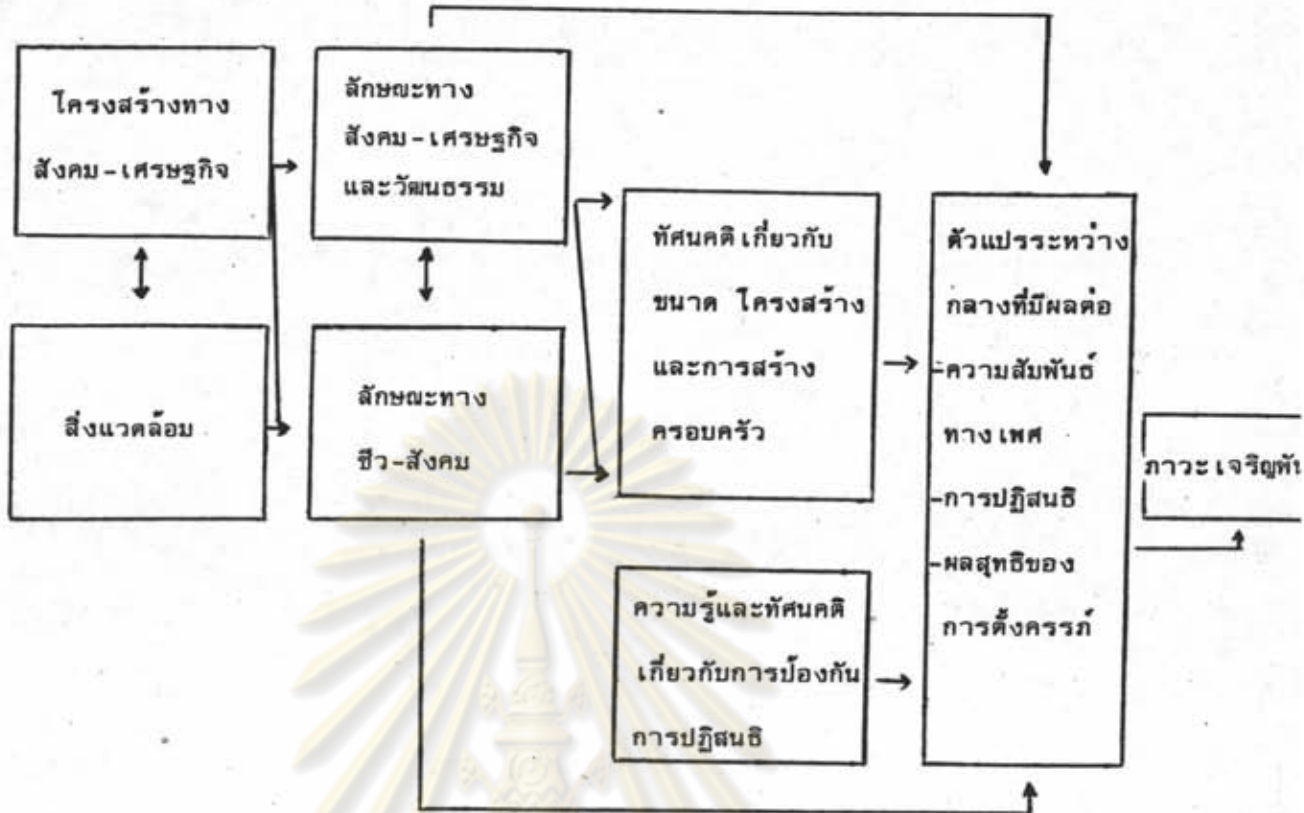 โครงสร้างทาง
สังคม-เศรษฐกิจ
ลักษณะทาง
สังคม-เศรษฐกิจ
และวัฒนธรรม
สิ่งแวดล้อม
ลักษณะทาง
ชีว-สังคม
ทัศนคติเกี่ยวกับ
ขนาด โครงสร้าง
และการสร้าง
ครอบครัว
ความรู้และทัศนคติ
เกี่ยวกับการป้องกัน
การปฏิสนธิ
ตัวแปรระหว่าง
กลางที่มีผลต่อ
-ความสัมพันธ์
ทางเพศ
-การปฏิสนธิ
-ผลสุทธิของ
การตั้งครรภ์
ภาวะเจริญพัน